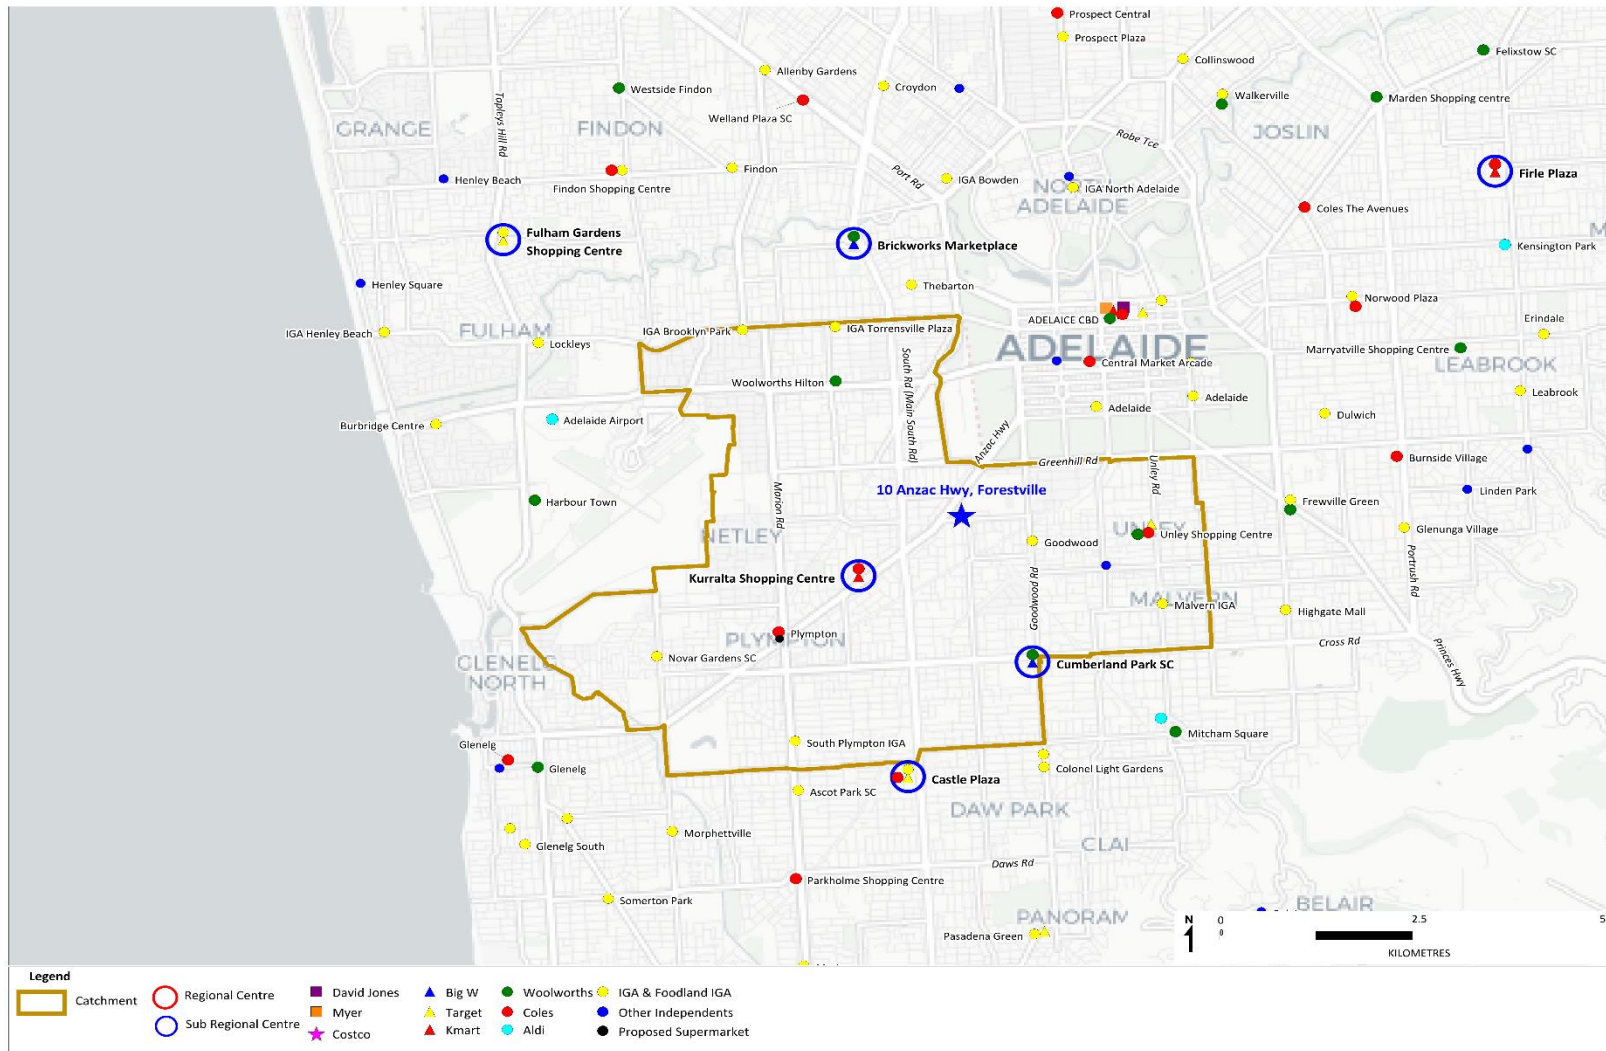 Prospect Central
Prospect Plaza
Felixstow SC
Collinswood
Allenby Gardens
Croydon
Westside Findon
Walkerville
Marden Shopping centre
Tapleys Hill Rd
Welland Plaza SC
GRANGE
FINDON
JOSLIN
Robe Tce
Port Rd
Findon
Henley Beach
Findon Shopping Centre
IGA Bowden
NORTH
ADELAIDE
IGA North Adelaide
Firle Plaza
Coles The Avenues
Fulham Gardens
Shopping Centre
Brickworks Marketplace
Kensington Park
Henley Square
Thebarton
Norwood Plaza
Erindale
ADELAICE CBD
IGA Henley Beach
FULHAM
IGA Brooklyn Park
IGA Torrensville Plaza
Lockleys
ADELAIDE
Marryatville Shopping Centre
LEABROOK
Central Market Arcade
South Rd (Main South Rd)
Woolworths Hilton
Leabrook
Adelaide
Adelaide
Dulwich
Burbridge Centre
Adelaide Airport
Anzac Hwy
Greenhill Rd
Unley Rd
Burnside Village
10 Anzac Hwy, Forestville
Linden Park
Marion Rd
Harbour Town
Frewville Green
NETLEY
Goodwood
UNLEY
Unley Shopping Centre
Glenunga Village
Portrush Rd
Kurralta Shopping Centre
Goodwood Rd
MALVERN
Malvern IGA
Highgate Mall
PLYMPTON
Plympton
Cross Rd
Princes Hwy
Novar Gardens SC
GLENELG
NORTH
Cumberland Park SC
Mitcham Square
Glenelg
South Plympton IGA
Glenelg
Colonel Light Gardens
Castle Plaza
Ascot Park SC
DAW PARK
Morphettville
Glenelg South
CLAI
Daws Rd
Parkholme Shopping Centre
Somerton Park
BELAIR
PANORAM
Pasadena Green
N
0
2.5
5
0
KILOMETRES
Legend
Catchment
Regional Centre
Sub Regional Centre
David Jones
Myer
Costco
Big W
Target
Kmart
Woolworths
Coles
Aldi
IGA & Foodland IGA
Other Independents
Proposed Supermarket